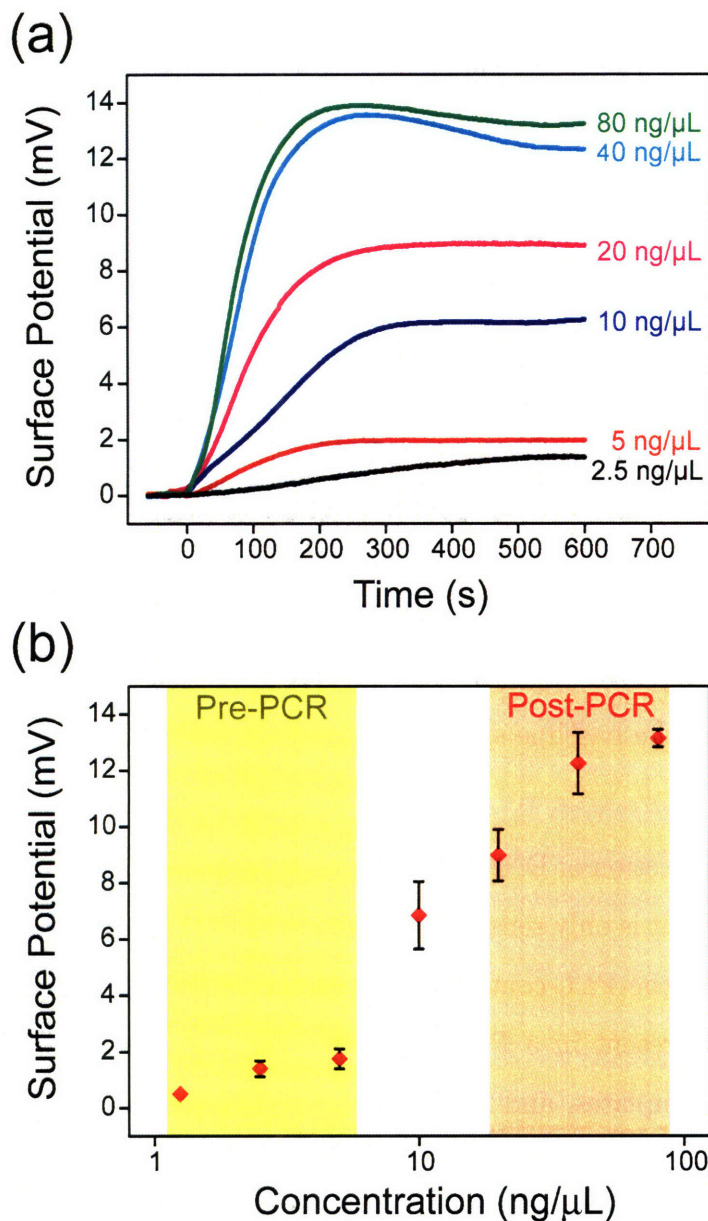 (a)
Surface Potential (mV)
14
12
10
8
6
4
2
0
80 ng/µL
40 ng/µL
20 ng/µL
10 ng/µL
5 ng/µL
2.5 ng/µL
0 100 200 300 400 500 600 700
Time (s)
(b)
Surface Potential (mV)
14
12
10
8
6
4
2
0
Pre-PCR
Post-PCR
1 10 100
Concentration (ng/µL)